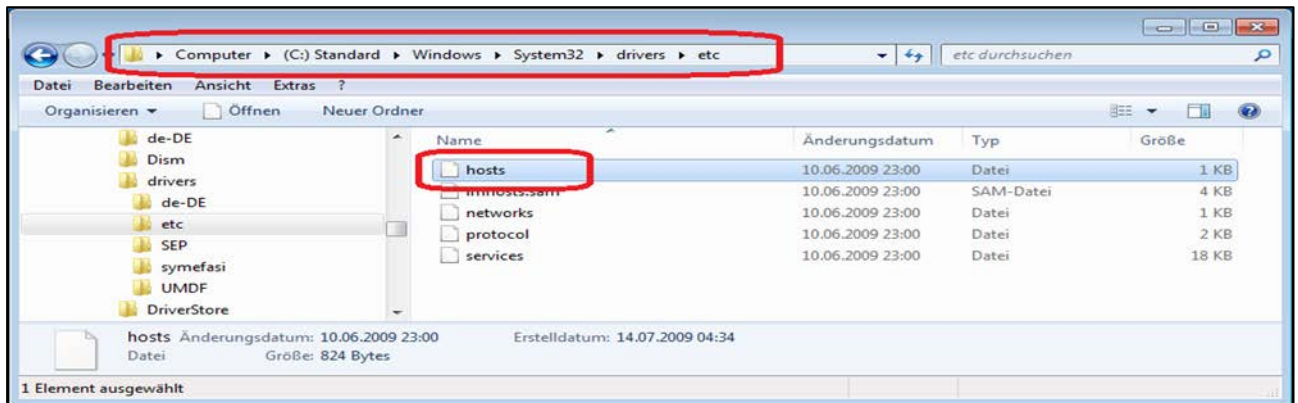 Computer ▸ (C:) Standard ▸ Windows ▸ System32 ▸ drivers ▸ etc
etc durchsuchen
Datei Bearbeiten Ansicht Extras ?
Organisieren Öffnen Neuer Ordner
de-DE
Dism
drivers
de-DE
etc
SEP
symefasi
UMDF
DriverStore
Name Änderungsdatum Typ Größe
hosts 10.06.2009 23:00 Datei 1 KB
lmhosts.sam 10.06.2009 23:00 SAM-Datei 4 KB
networks 10.06.2009 23:00 Datei 1 KB
protocol 10.06.2009 23:00 Datei 2 KB
services 10.06.2009 23:00 Datei 18 KB
hosts Änderungsdatum: 10.06.2009 23:00 Erstelldatum: 14.07.2009 04:34
Datei Größe: 824 Bytes
1 Element ausgewählt